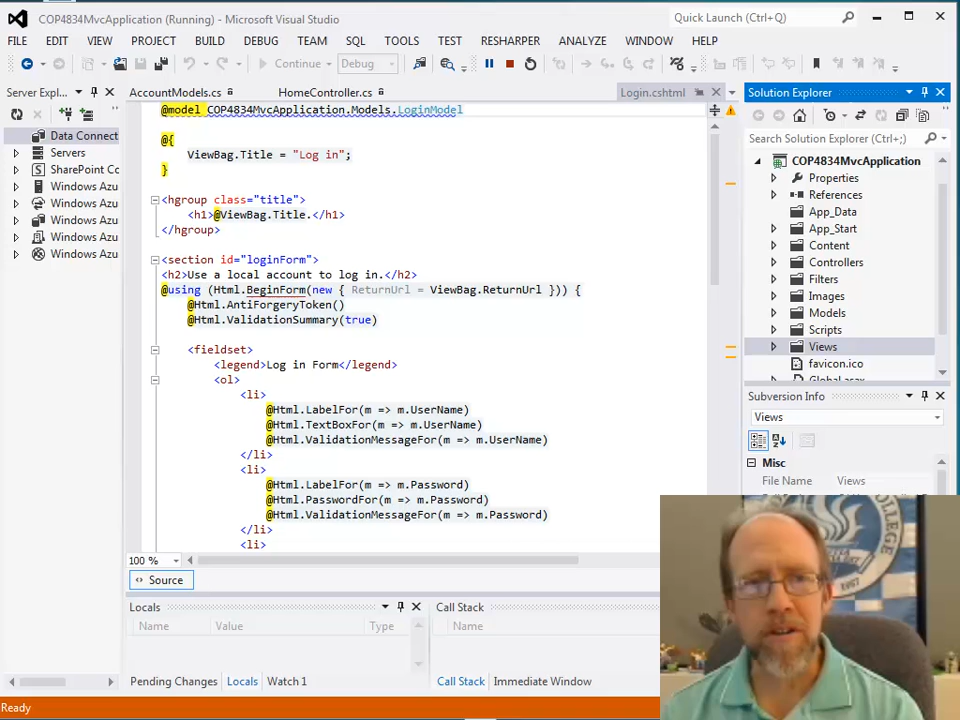 COP4834MvcApplication (Running) - Microsoft Visual Studio
Quick Launch (Ctrl+Q)
FILE EDIT VIEW PROJECT BUILD DEBUG TEAM SQL TOOLS TEST RESHARPER ANALYZE WINDOW HELP
Continue Debug
Server Expl...
AccountModels.cs HomeController.cs Login.cshtml
Solution Explorer
Search Solution Explorer (Ctrl+;)
Data Connect
Servers
SharePoint Co
Windows Azu
Windows Azu
Windows Azu
Windows Azu
@model COP4834MvcApplication.Models.LoginModel
@{
ViewBag.Title = "Log in";
}
<hgroup class="title">
<h1>@ViewBag.Title.</h1>
</hgroup>
<section id="loginForm">
<h2>Use a local account to log in.</h2>
@using (Html.BeginForm(new { ReturnUrl = ViewBag.ReturnUrl })) {
@Html.AntiForgeryToken()
@Html.ValidationSummary(true)
<fieldset>
<legend>Log in Form</legend>
<ol>
<li>
@Html.LabelFor(m => m.UserName)
@Html.TextBoxFor(m => m.UserName)
@Html.ValidationMessageFor(m => m.UserName)
</li>
<li>
@Html.LabelFor(m => m.Password)
@Html.PasswordFor(m => m.Password)
@Html.ValidationMessageFor(m => m.Password)
</li>
<li>
100 %
Source
COP4834MvcApplication
Properties
References
App_Data
App_Start
Content
Controllers
Filters
Images
Models
Scripts
Views
favicon.ico
Global.asax
Subversion Info
Views
Misc
File Name Views
Locals
Name Value Type
Call Stack
Name
Pending Changes Locals Watch 1
Call Stack Immediate Window
Ready
COLLEGE